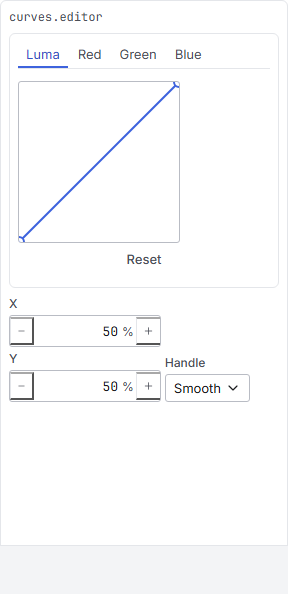 curves.editor
Luma Red Green Blue
Reset
X
− 50 % +
Y
Handle
− 50 % +
Smooth